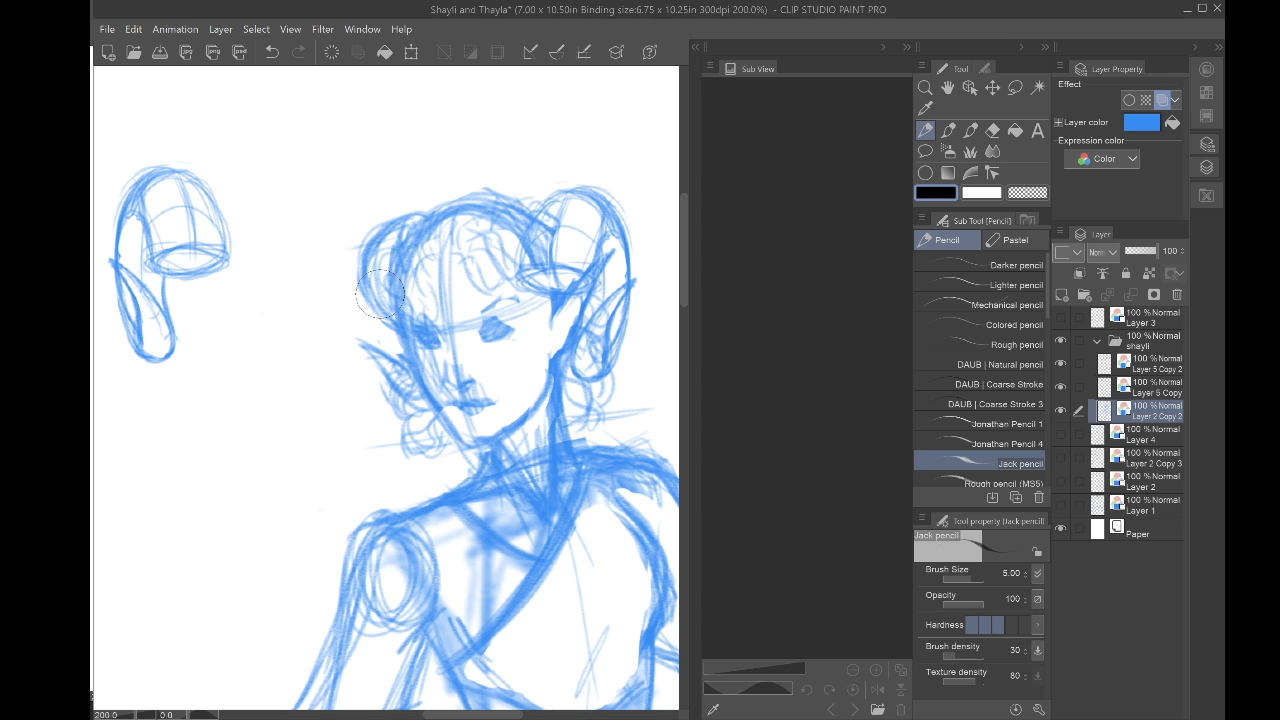 Shayli and Thayla* (7.00 x 10.50in Binding size:6.75 x 10.25in 300dpi 200.0%) - CLIP STUDIO PAINT PRO
File Edit Animation Layer Select View Filter Window Help
Sub View
Tool
Layer Property
Effect
Layer color
Expression color
Color
Sub Tool [Pencil]
Pencil
Pastel
Darker pencil
Lighter pencil
Mechanical pencil
Colored pencil
Rough pencil
DAUB | Natural pencil
DAUB | Coarse Stroke
DAUB | Coarse Stroke 3
Jonathan Pencil 1
Jonathan Pencil 4
Jack pencil
Rough pencil (MS5)
Tool property [Jack pencil]
Jack pencil
Brush Size 5.00
Opacity 100
Hardness
Brush density 30
Texture density 80
Layer
Norm 100
100 % Normal
Layer 3
100 % Normal
shayli
100 % Normal
Layer 5 Copy 2
100 % Normal
Layer 5 Copy
100 % Normal
Layer 2 Copy 2
100 % Normal
Layer 4
100 % Normal
Layer 2 Copy 3
100 % Normal
Layer 2
100 % Normal
Layer 1
Paper
200.0 0.0